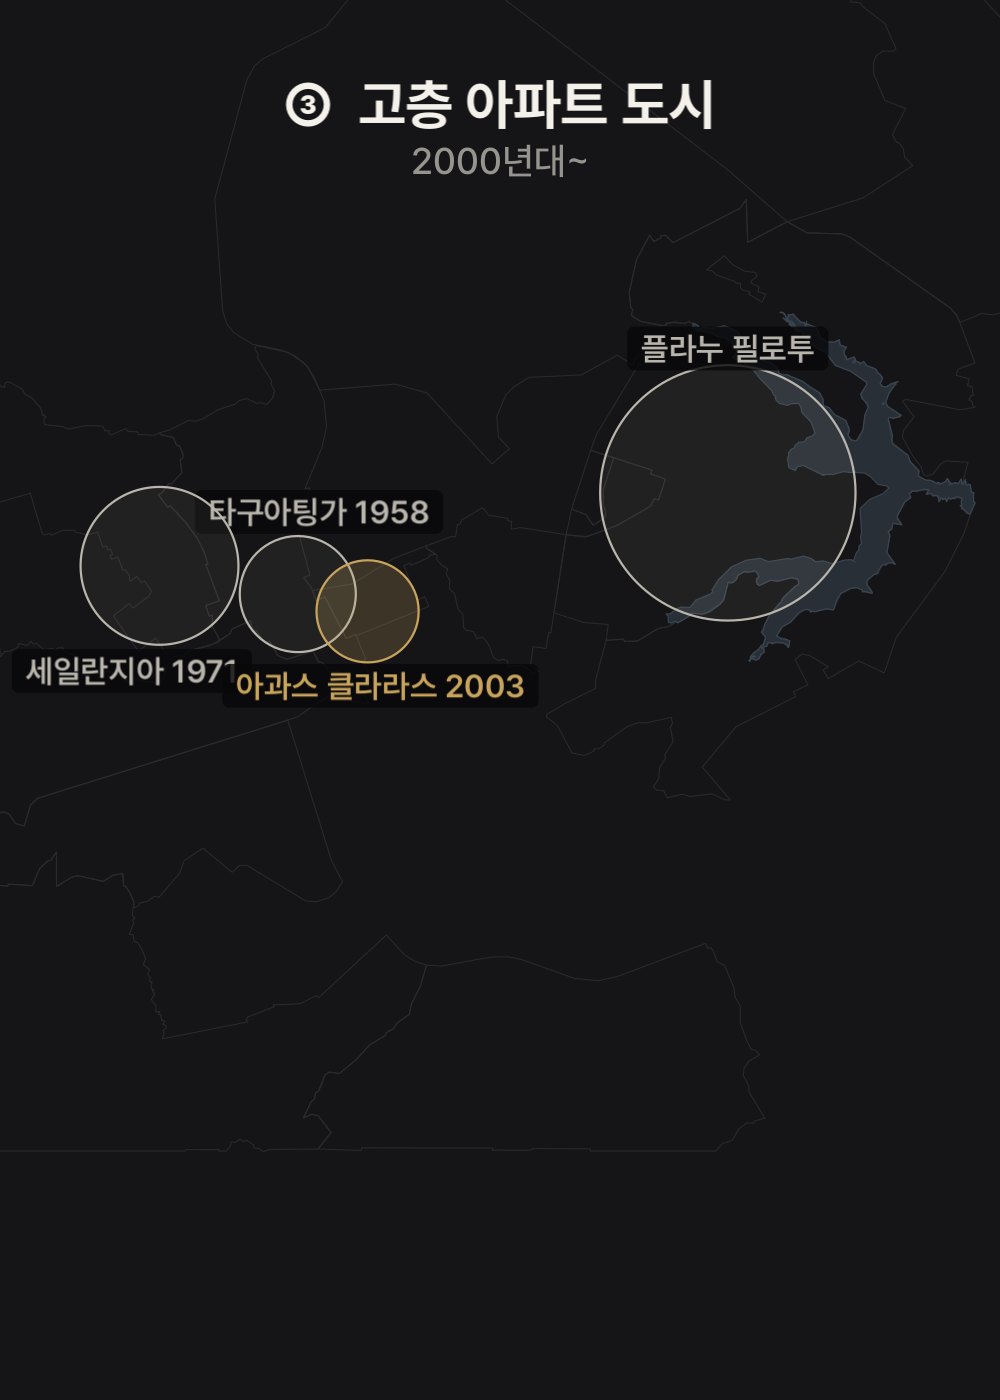 ③ 고층 아파트 도시
2000년대~
플라누 필로투
타구아팅가 1958
세일란지아 1971
아과스 클라라스 2003